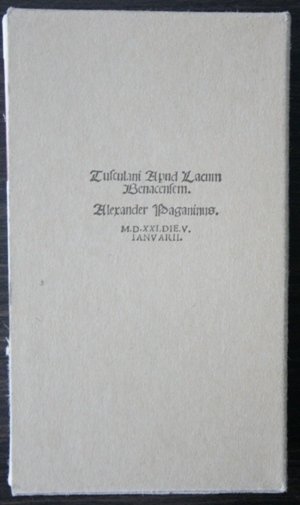 Tusculani Apud Lacum
Benacensem.
Alexander Paganinus.
M.D.XXI.DIE.V.
IANVARII.